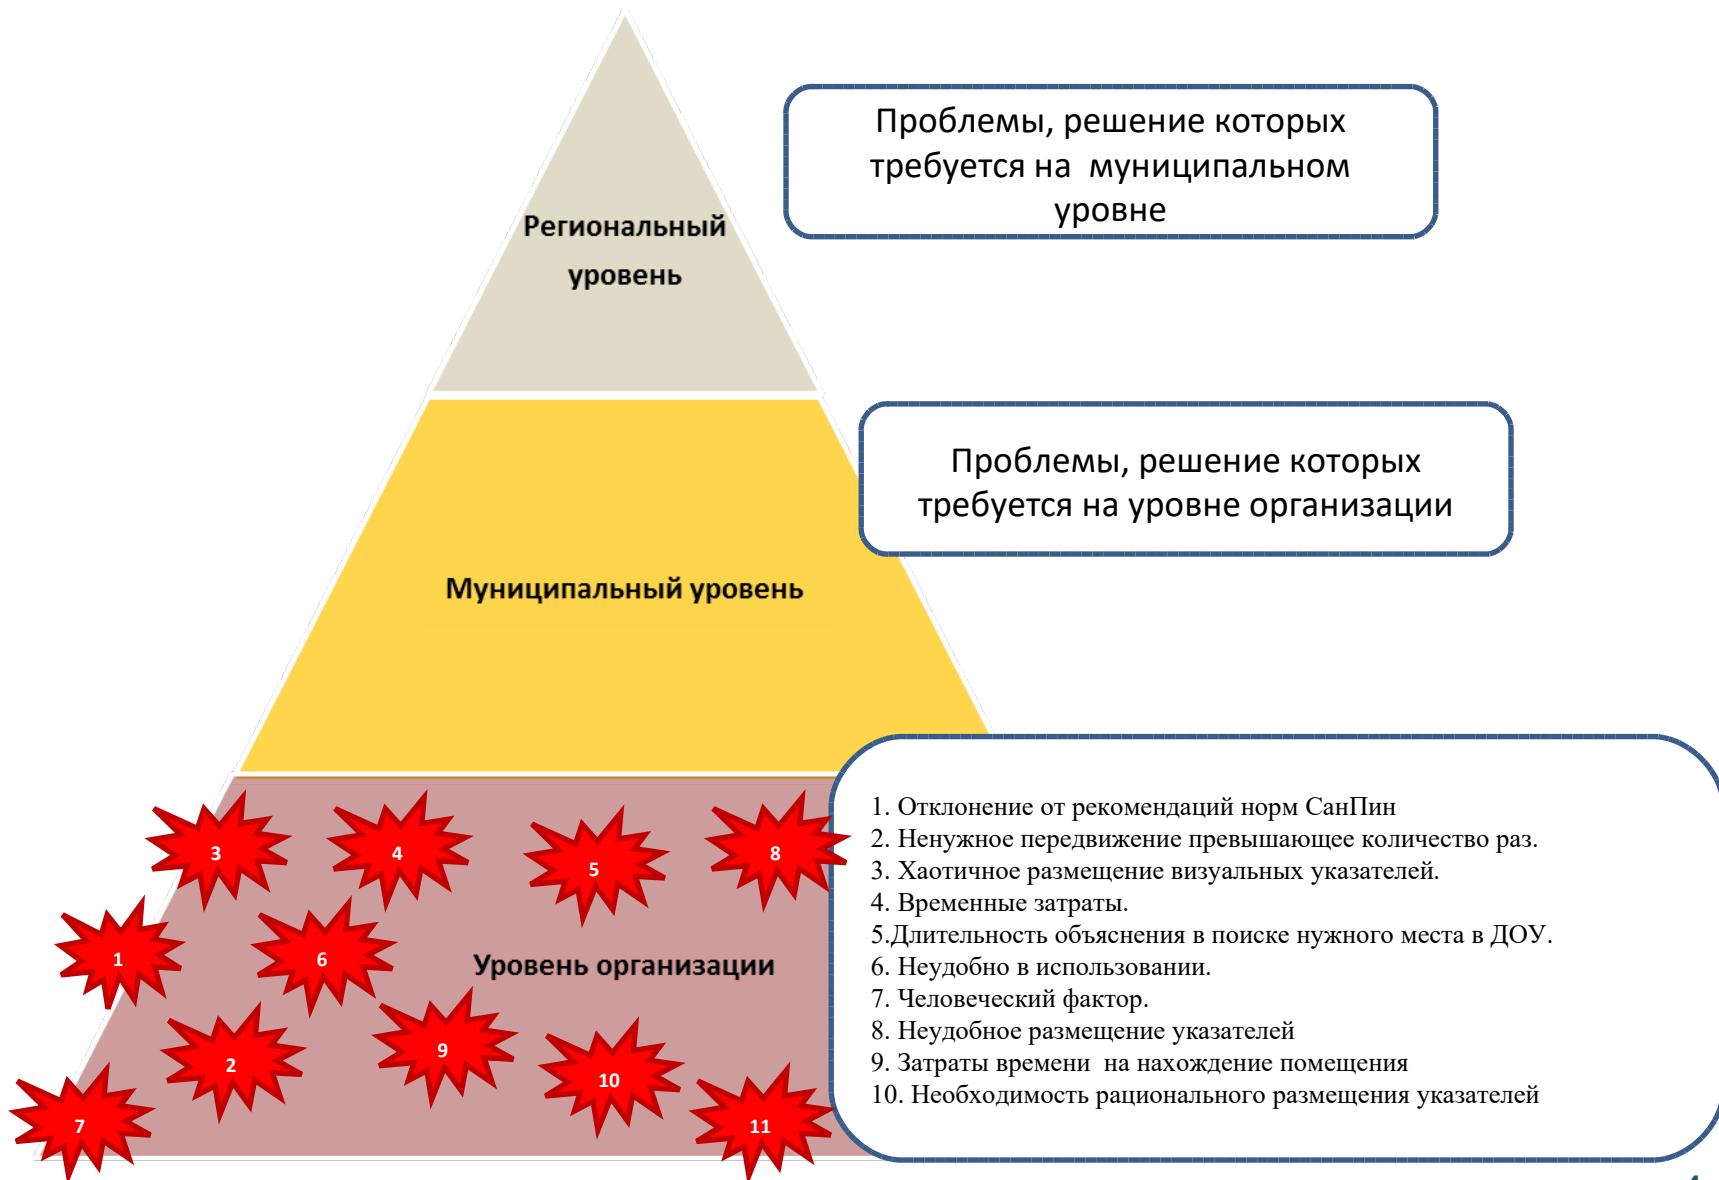 Проблемы, решение которых
требуется на муниципальном
уровне
Региональный
уровень
Проблемы, решение которых
требуется на уровне организации
Муниципальный уровень
1. Отклонение от рекомендаций норм СанПин
2. Ненужное передвижение превышающее количество раз.
3. Хаотичное размещение визуальных указателей.
4. Временные затраты.
5.Длительность объяснения в поиске нужного места в ДОУ.
6. Неудобно в использовании.
7. Человеческий фактор.
8. Неудобное размещение указателей
9. Затраты времени на нахождение помещения
10. Необходимость рационального размещения указателей
3
4
5
8
1
6
Уровень организации
2
9
10
7
11